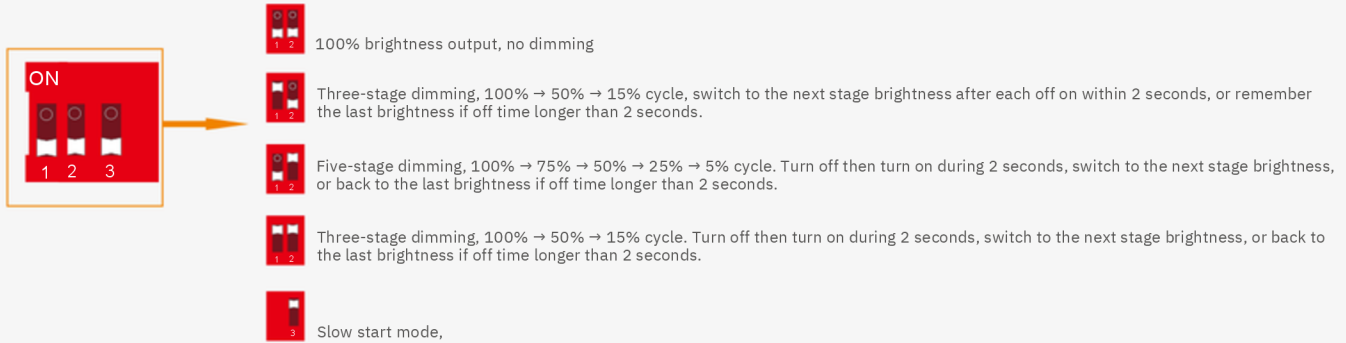 ON
1 2 3
1 2
100% brightness output, no dimming
1 2
Three-stage dimming, 100% → 50% → 15% cycle, switch to the next stage brightness after each off on within 2 seconds, or remember
the last brightness if off time longer than 2 seconds.
1 2
Five-stage dimming, 100% → 75% → 50% → 25% → 5% cycle. Turn off then turn on during 2 seconds, switch to the next stage brightness,
or back to the last brightness if off time longer than 2 seconds.
1 2
Three-stage dimming, 100% → 50% → 15% cycle. Turn off then turn on during 2 seconds, switch to the next stage brightness, or back to
the last brightness if off time longer than 2 seconds.
3
Slow start mode,